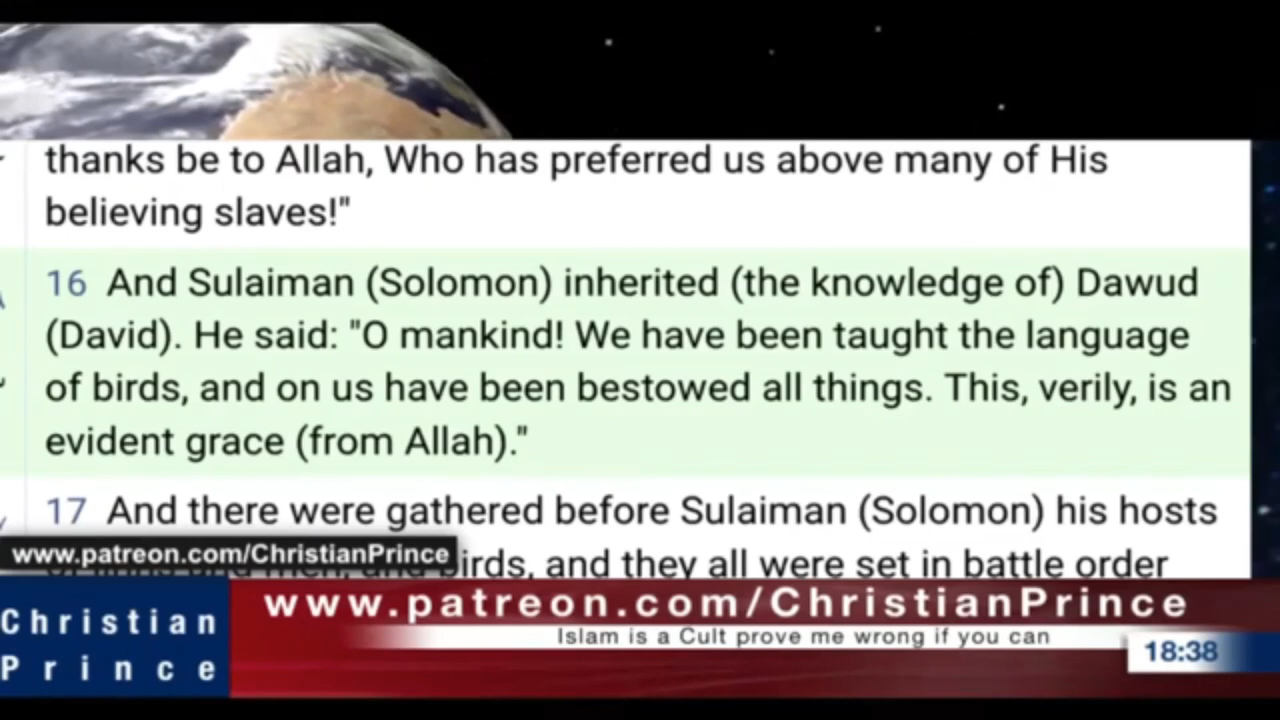 thanks be to Allah, Who has preferred us above many of His
believing slaves!"
16 And Sulaiman (Solomon) inherited (the knowledge of) Dawud
(David). He said: "O mankind! We have been taught the language
of birds, and on us have been bestowed all things. This, verily, is an
evident grace (from Allah)."
17 And there were gathered before Sulaiman (Solomon) his hosts
www.patreon.com/ChristianPrince
and they all were set in battle order
www.patreon.com/ChristianPrince
Christian
Prince
Islam is a Cult prove me wrong if you can
18:38